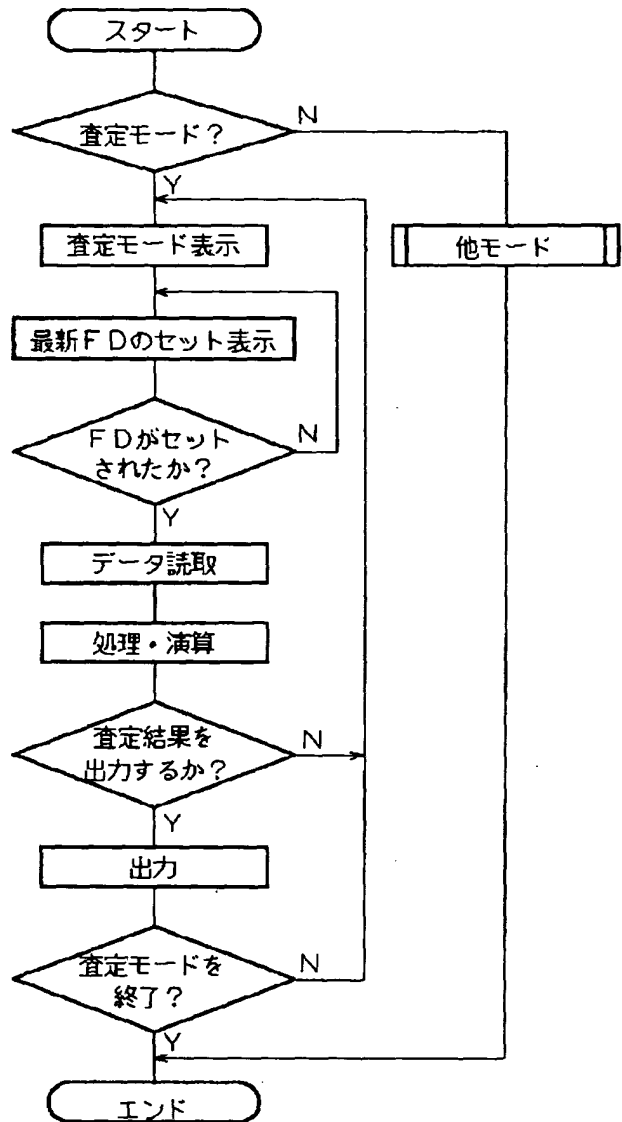 スタート
査定モード？
N
Y
査定モード表示
他モード
最新ＦＤのセット表示
ＦＤがセット
されたか？
N
Y
データ読取
処理・演算
査定結果を
出力するか？
N
Y
出力
査定モードを
終了？
N
Y
エンド